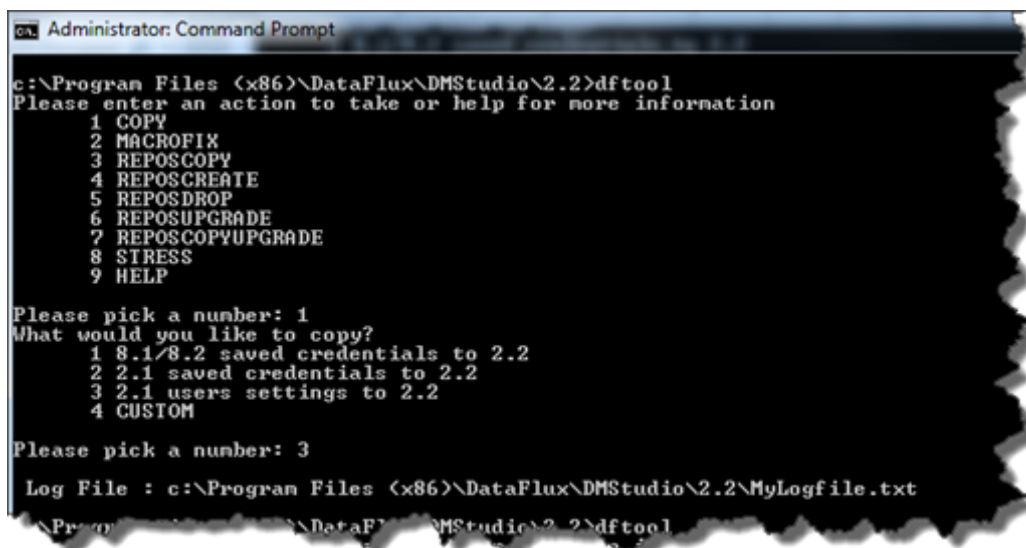 Administrator: Command Prompt
c:\Program Files (x86)\DataFlux\DMStudio\2.2>dftool
Please enter an action to take or help for more information
1 COPY
2 MACROFIX
3 REPOSCOPY
4 REPOSCREATE
5 REPOSDROP
6 REPOSUPGRADE
7 REPOSCOPYUPGRADE
8 STRESS
9 HELP
Please pick a number: 1
What would you like to copy?
1 8.1/8.2 saved credentials to 2.2
2 2.1 saved credentials to 2.2
3 2.1 users settings to 2.2
4 CUSTOM
Please pick a number: 3
Log File : c:\Program Files (x86)\DataFlux\DMStudio\2.2\MyLogfile.txt
2.2>dftool